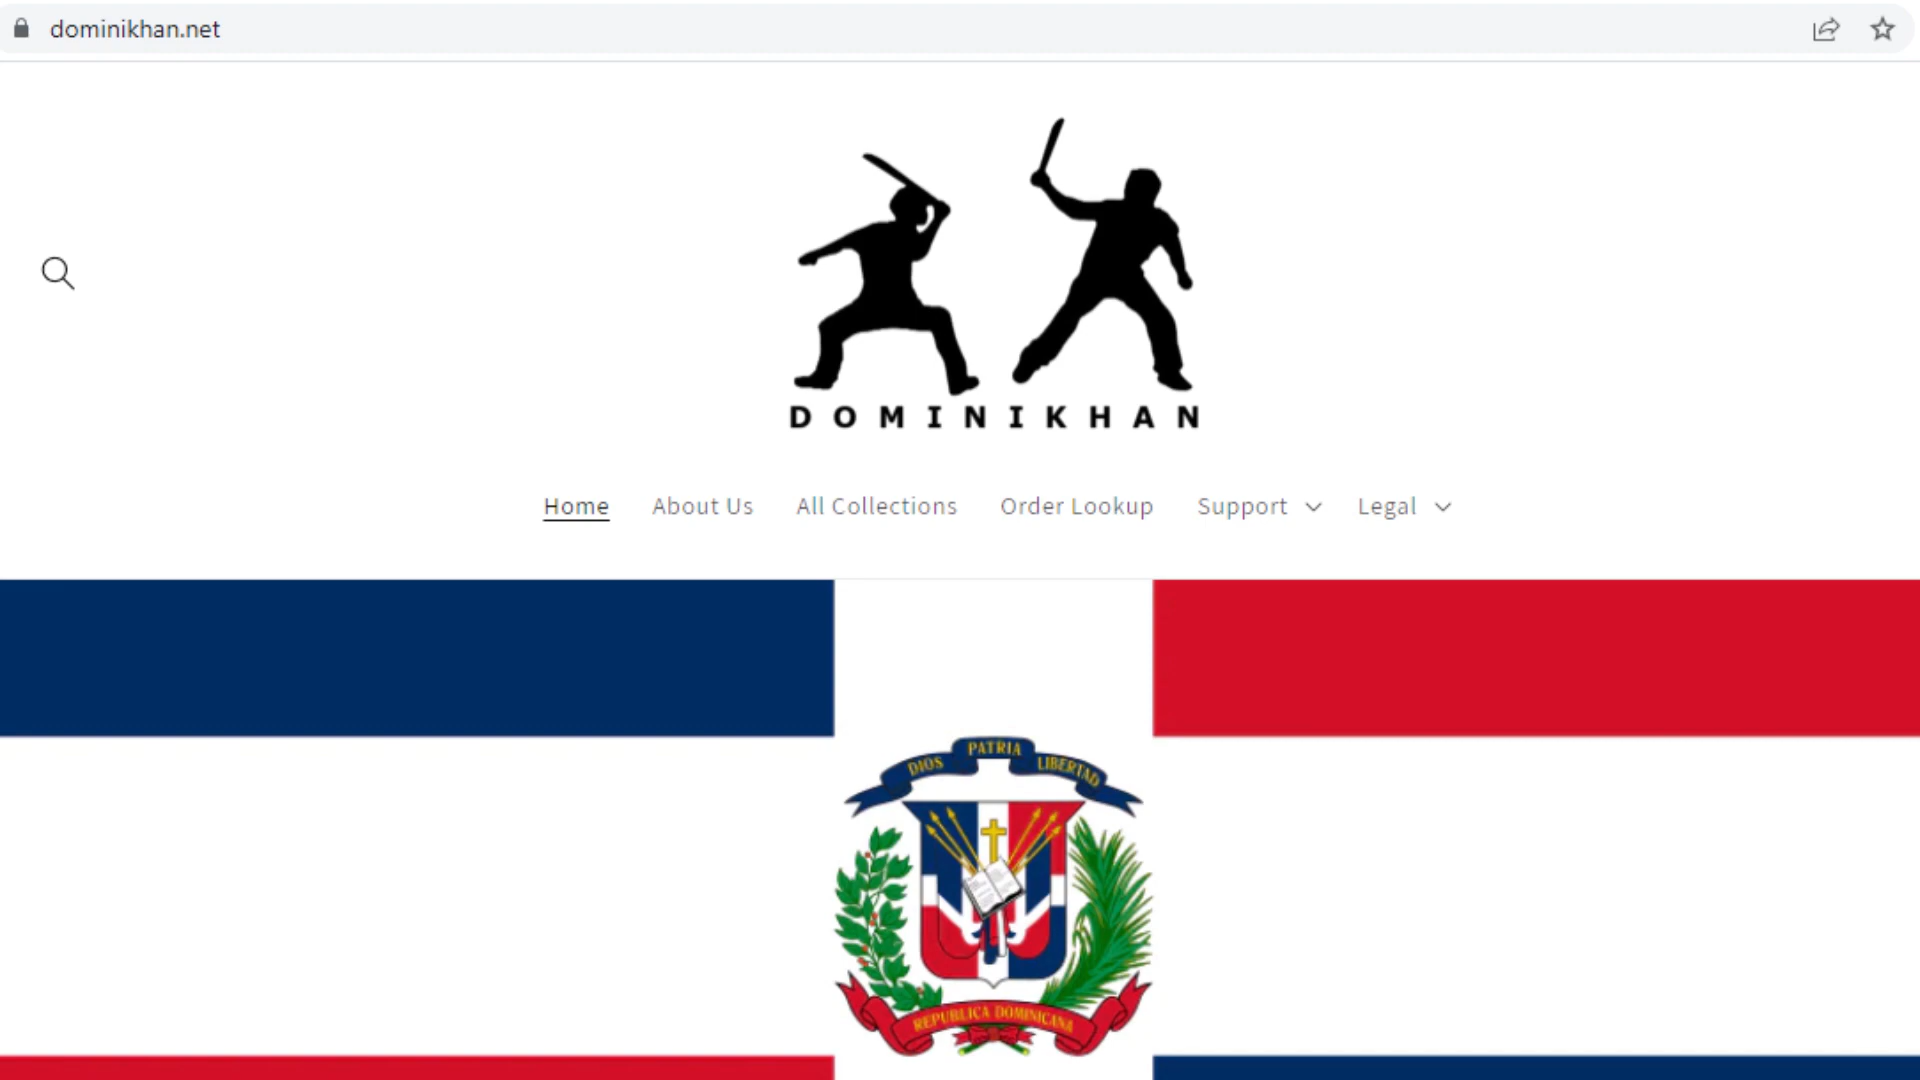 dominikhan.net
DOMINIKHAN
Home About Us All Collections Order Lookup Support Legal
DIOS PATRIA LIBERTAD
REPUBLICA DOMINICANA